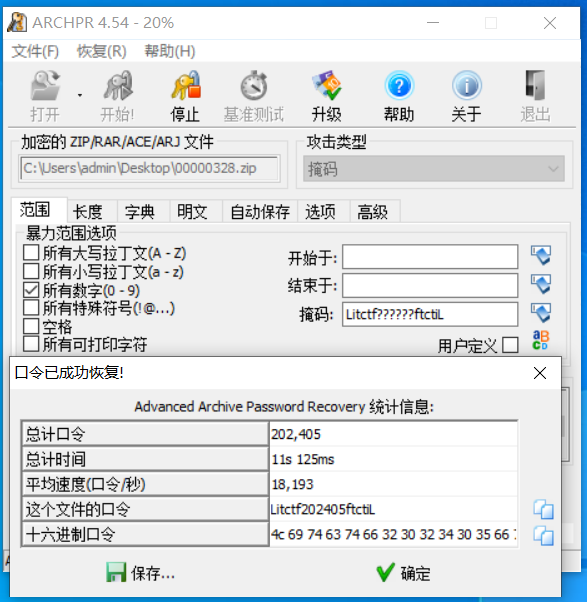 ARCHPR 4.54 - 20%
文件(F) 恢复(R) 帮助(H)
打开 开始! 停止 基准测试 升级 帮助 关于 退出
加密的 ZIP/RAR/ACE/ARJ 文件
攻击类型
C:\Users\admin\Desktop\00000328.zip
掩码
范围 长度 字典 明文 自动保存 选项 高级
暴力范围选项
所有大写拉丁文(A - Z)
所有小写拉丁文(a - z)
所有数字(0 - 9)
所有特殊符号(!@...)
空格
所有可打印字符
开始于:
结束于:
掩码: Litctf??????ftctiL
用户定义
口令已成功恢复!
Advanced Archive Password Recovery 统计信息:
总计口令 202,405
总计时间 11s 125ms
平均速度(口令/秒) 18,193
这个文件的口令 Litctf202405ftctiL
十六进制口令 4c 69 74 63 74 66 32 30 32 34 30 35 66
保存... 确定